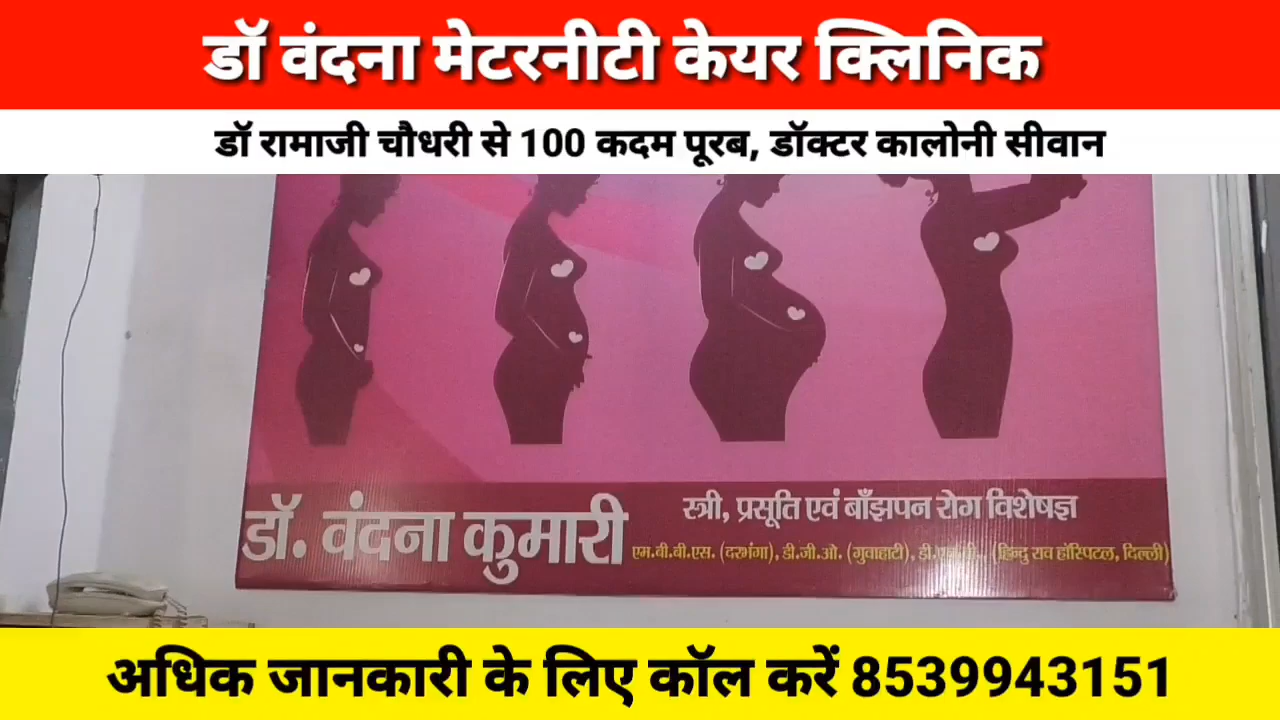 डॉ वंदना मेटरनीटी केयर क्लिनिक
डॉ रामाजी चौधरी से 100 कदम पूरब, डॉक्टर कालोनी सीवान
डॉ. वंदना कुमारी
स्त्री, प्रसूति एवं बाँझपन रोग विशेषज्ञ
एम.बी.बी.एस. (दरभंगा), डी.जी.ओ. (गुवाहाटी), (हिन्दु राव हॉस्पिटल, दिल्ली)
अधिक जानकारी के लिए कॉल करें 8539943151